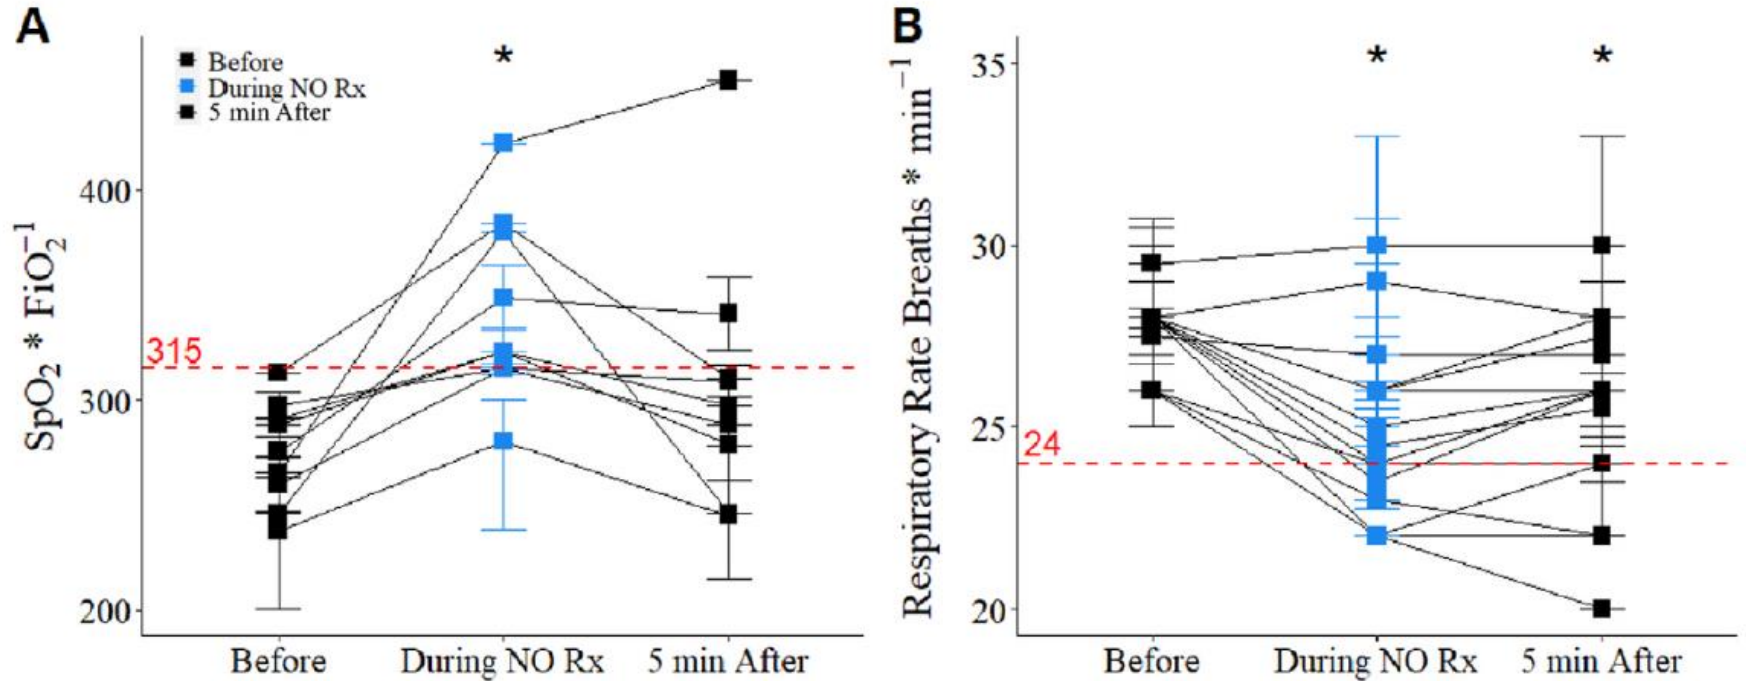 A
*
Before
During NO Rx
5 min After
400
315
300
200
SpO₂ * FiO₂⁻¹
Before During NO Rx 5 min After
B
* *
35
30
25
24
20
Respiratory Rate Breaths * min⁻¹
Before During NO Rx 5 min After